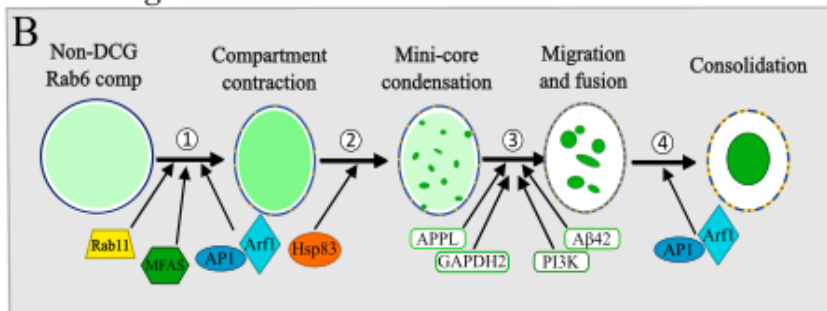 B
Non-DCG
Rab6 comp
Compartment
contraction
Mini-core
condensation
Migration
and fusion
Consolidation
①
②
③
④
Rab11
MFAS
AP1
Arf1
Hsp83
APPL
GAPDH2
PI3K
Aβ42
AP1
Arf1